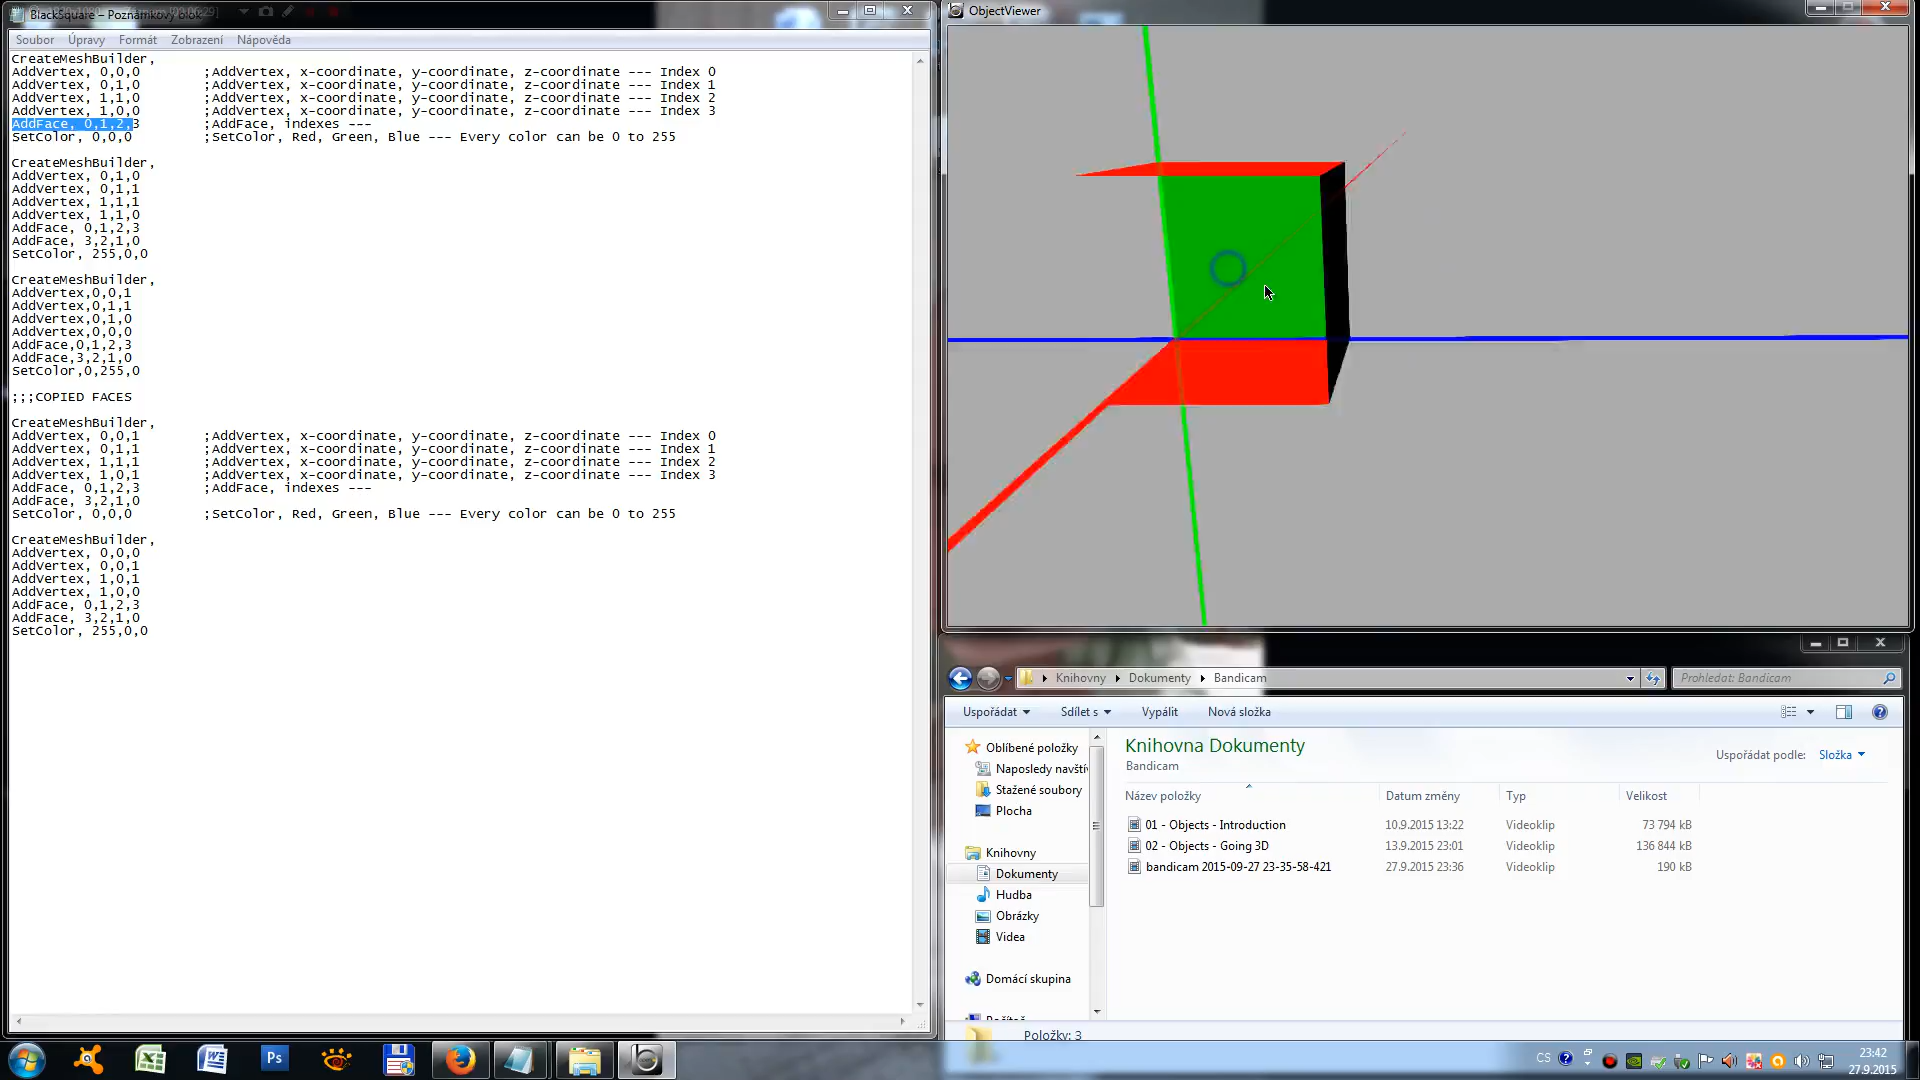 BlackSquare – Poznámkový blok
Soubor Úpravy Formát Zobrazení Nápověda
CreateMeshBuilder,
AddVertex, 0,0,0 ;AddVertex, x-coordinate, y-coordinate, z-coordinate --- Index 0
AddVertex, 0,1,0 ;AddVertex, x-coordinate, y-coordinate, z-coordinate --- Index 1
AddVertex, 1,1,0 ;AddVertex, x-coordinate, y-coordinate, z-coordinate --- Index 2
AddVertex, 1,0,0 ;AddVertex, x-coordinate, y-coordinate, z-coordinate --- Index 3
AddFace, 0,1,2,3 ;AddFace, indexes ---
SetColor, 0,0,0 ;SetColor, Red, Green, Blue --- Every color can be 0 to 255
CreateMeshBuilder,
AddVertex, 0,1,0
AddVertex, 0,1,1
AddVertex, 1,1,1
AddVertex, 1,1,0
AddFace, 0,1,2,3
AddFace, 3,2,1,0
SetColor, 255,0,0
CreateMeshBuilder,
AddVertex,0,0,1
AddVertex,0,1,1
AddVertex,0,1,0
AddVertex,0,0,0
AddFace,0,1,2,3
AddFace,3,2,1,0
SetColor,0,255,0
;;;COPIED FACES
CreateMeshBuilder,
AddVertex, 0,0,1 ;AddVertex, x-coordinate, y-coordinate, z-coordinate --- Index 0
AddVertex, 0,1,1 ;AddVertex, x-coordinate, y-coordinate, z-coordinate --- Index 1
AddVertex, 1,1,1 ;AddVertex, x-coordinate, y-coordinate, z-coordinate --- Index 2
AddVertex, 1,0,1 ;AddVertex, x-coordinate, y-coordinate, z-coordinate --- Index 3
AddFace, 0,1,2,3 ;AddFace, indexes ---
AddFace, 3,2,1,0
SetColor, 0,0,0 ;SetColor, Red, Green, Blue --- Every color can be 0 to 255
CreateMeshBuilder,
AddVertex, 0,0,0
AddVertex, 0,0,1
AddVertex, 1,0,1
AddVertex, 1,0,0
AddFace, 0,1,2,3
AddFace, 3,2,1,0
SetColor, 255,0,0
ObjectViewer
Knihovny Dokumenty Bandicam
Prohledat: Bandicam
Uspořádat Sdílet s Vypálit Nová složka
Oblíbené položky
Naposledy navští
Stažené soubory
Plocha
Knihovny
Dokumenty
Hudba
Obrázky
Videa
Domácí skupina
Knihovna Dokumenty
Bandicam
Uspořádat podle: Složka
Název položky Datum změny Typ Velikost
01 - Objects - Introduction 10.9.2015 13:22 Videoklip 73 794 kB
02 - Objects - Going 3D 13.9.2015 23:01 Videoklip 136 844 kB
bandicam 2015-09-27 23-35-58-421 27.9.2015 23:36 Videoklip 190 kB
Položky: 3
Ps
CS
23:42
27.9.2015